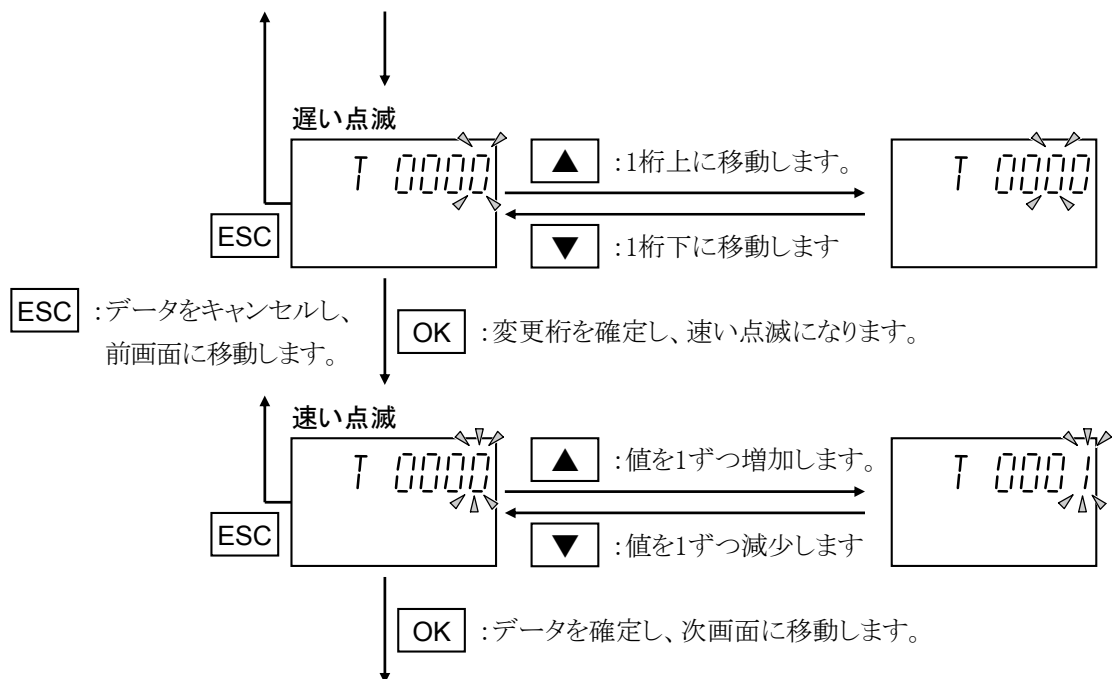 遅い点滅
T 0000
▲ :1桁上に移動します。
T 0000
▼ :1桁下に移動します
ESC
ESC :データをキャンセルし、
前画面に移動します。
OK :変更桁を確定し、速い点滅になります。
速い点滅
T 0000
▲ :値を1ずつ増加します。
T 0001
▼ :値を1ずつ減少します
ESC
OK :データを確定し、次画面に移動します。